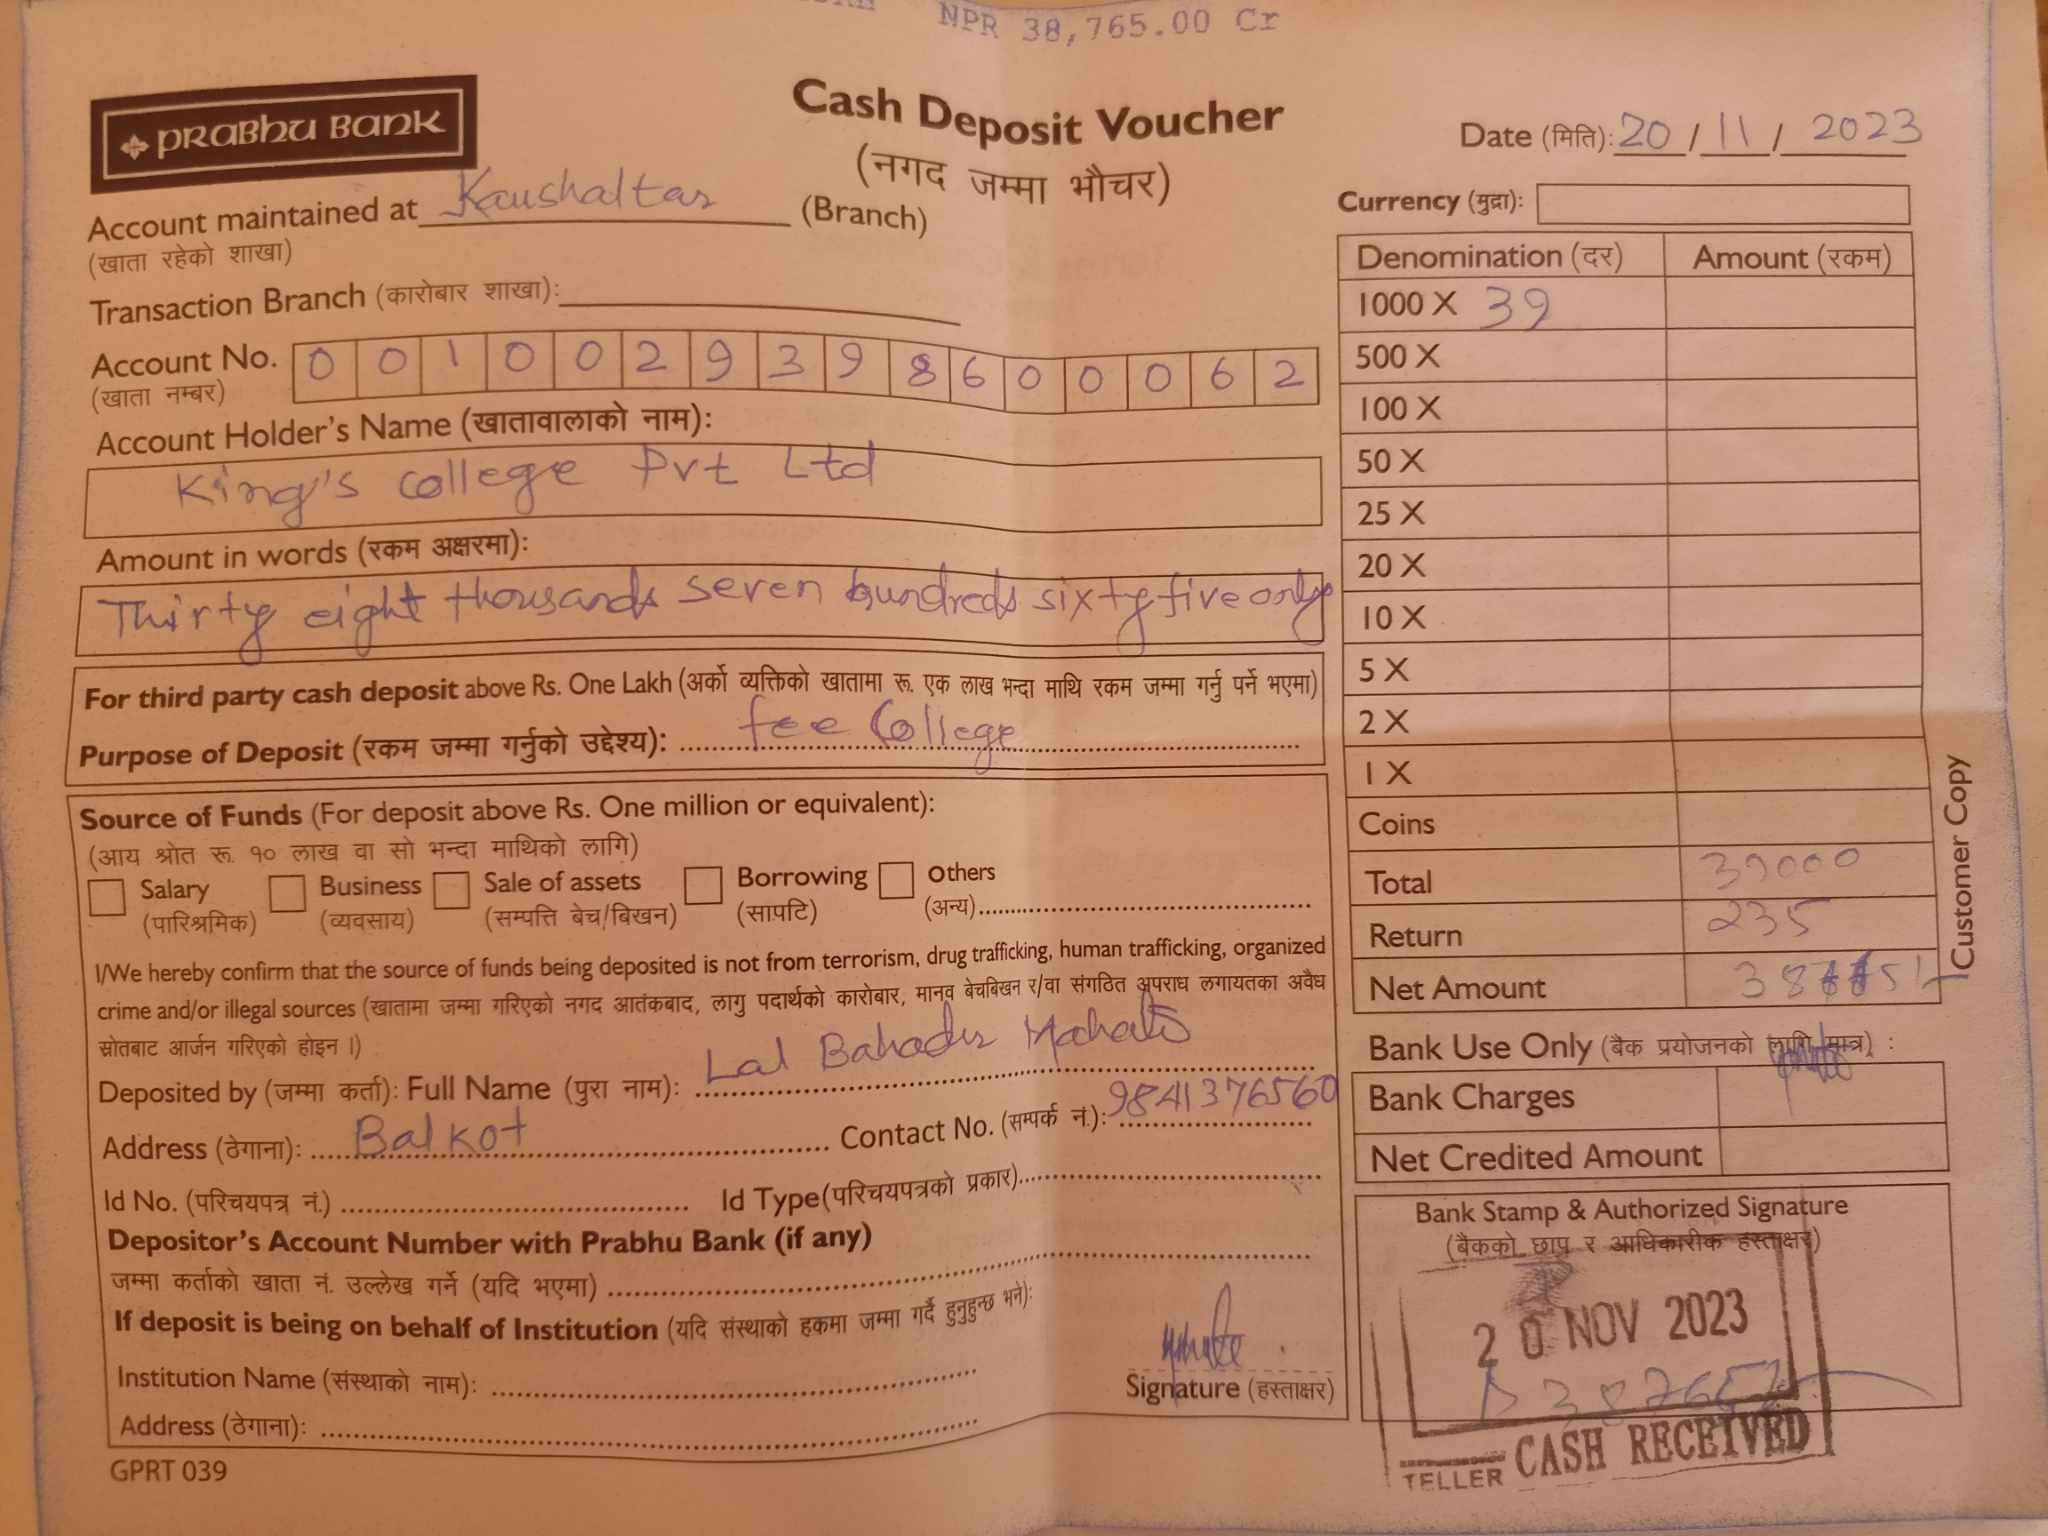 NPR 38,765.00 Cr
PRABHU BANK
Cash Deposit Voucher
(नगद जम्मा भौचर)
Date (मिति): 20 / 11 / 2023
Account maintained at Kaushaltar (Branch)
(खाता रहेको शाखा)
Transaction Branch (कारोबार शाखा):
Account No. 0 0 1 0 0 2 9 3 9 8 6 0 0 0 6 2
(खाता नम्बर)
Account Holder's Name (खातावालाको नाम):
King's College Pvt Ltd
Amount in words (रकम अक्षरमा):
Thirty eight thousands seven hundreds sixty five only
For third party cash deposit above Rs. One Lakh (अर्को व्यक्तिको खातामा रू. एक लाख भन्दा माथि रकम जम्मा गर्नु पर्ने भएमा)
Purpose of Deposit (रकम जम्मा गर्नुको उद्देश्य): fee College
Source of Funds (For deposit above Rs. One million or equivalent):
(आय श्रोत रू. १० लाख वा सो भन्दा माथिको लागि)
Salary Business Sale of assets Borrowing Others
(पारिश्रमिक) (व्यवसाय) (सम्पत्ति बेच/बिखन) (सापटि) (अन्य)
I/We hereby confirm that the source of funds being deposited is not from terrorism, drug trafficking, human trafficking, organized
crime and/or illegal sources (खातामा जम्मा गरिएको नगद आतंकबाद, लागु पदार्थको कारोबार, मानव बेचबिखन र/वा संगठित अपराध लगायतका अवैध
स्रोतबाट आर्जन गरिएको होइन ।)
Deposited by (जम्मा कर्ता): Full Name (पुरा नाम): Lal Bahadur
Address (ठेगाना): Balkot Contact No. (सम्पर्क नं.): 9841376560
Id No. (परिचयपत्र नं.) Id Type(परिचयपत्रको प्रकार)
Depositor's Account Number with Prabhu Bank (if any)
जम्मा कर्ताको खाता नं. उल्लेख गर्ने (यदि भएमा)
If deposit is being on behalf of Institution (यदि संस्थाको हकमा जम्मा गर्दै हुनुहुन्छ भने):
Institution Name (संस्थाको नाम):
Signature (हस्ताक्षर)
Address (ठेगाना):
GPRT 039
Currency (मुद्रा):
Denomination (दर) Amount (रकम)
1000 X 39
500 X
100 X
50 X
25 X
20 X
10 X
5 X
2 X
1 X
Coins
Total 39000
Return 235
Net Amount
Customer Copy
Bank Use Only (बैंक प्रयोजनको लागि मात्र) :
Bank Charges
Net Credited Amount
Bank Stamp & Authorized Signature
(बैंकको छाप र आधिकारीक हस्ताक्षर)
20 NOV 2023
CASH RECEIVED
TELLER